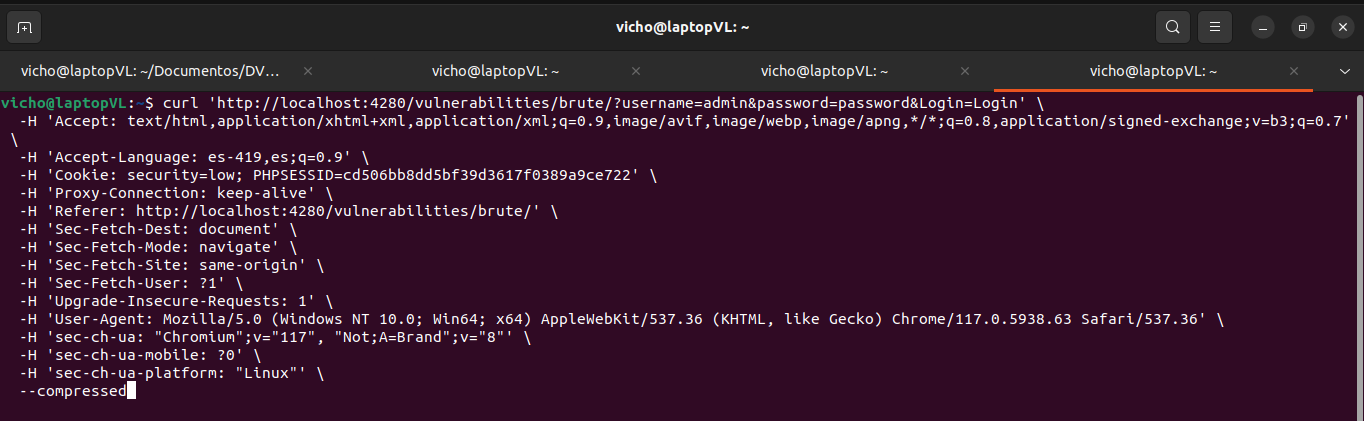 vicho@laptopVL: ~
vicho@laptopVL: ~/Documentos/DV... × vicho@laptopVL: ~ × vicho@laptopVL: ~ × vicho@laptopVL: ~ ×
vicho@laptopVL:~$ curl 'http://localhost:4280/vulnerabilities/brute/?username=admin&password=password&Login=Login' \
  -H 'Accept: text/html,application/xhtml+xml,application/xml;q=0.9,image/avif,image/webp,image/apng,*/*;q=0.8,application/signed-exchange;v=b3;q=0.7'
 \
  -H 'Accept-Language: es-419,es;q=0.9' \
  -H 'Cookie: security=low; PHPSESSID=cd506bb8dd5bf39d3617f0389a9ce722' \
  -H 'Proxy-Connection: keep-alive' \
  -H 'Referer: http://localhost:4280/vulnerabilities/brute/' \
  -H 'Sec-Fetch-Dest: document' \
  -H 'Sec-Fetch-Mode: navigate' \
  -H 'Sec-Fetch-Site: same-origin' \
  -H 'Sec-Fetch-User: ?1' \
  -H 'Upgrade-Insecure-Requests: 1' \
  -H 'User-Agent: Mozilla/5.0 (Windows NT 10.0; Win64; x64) AppleWebKit/537.36 (KHTML, like Gecko) Chrome/117.0.5938.63 Safari/537.36' \
  -H 'sec-ch-ua: "Chromium";v="117", "Not;A=Brand";v="8"' \
  -H 'sec-ch-ua-mobile: ?0' \
  -H 'sec-ch-ua-platform: "Linux"' \
  --compressed